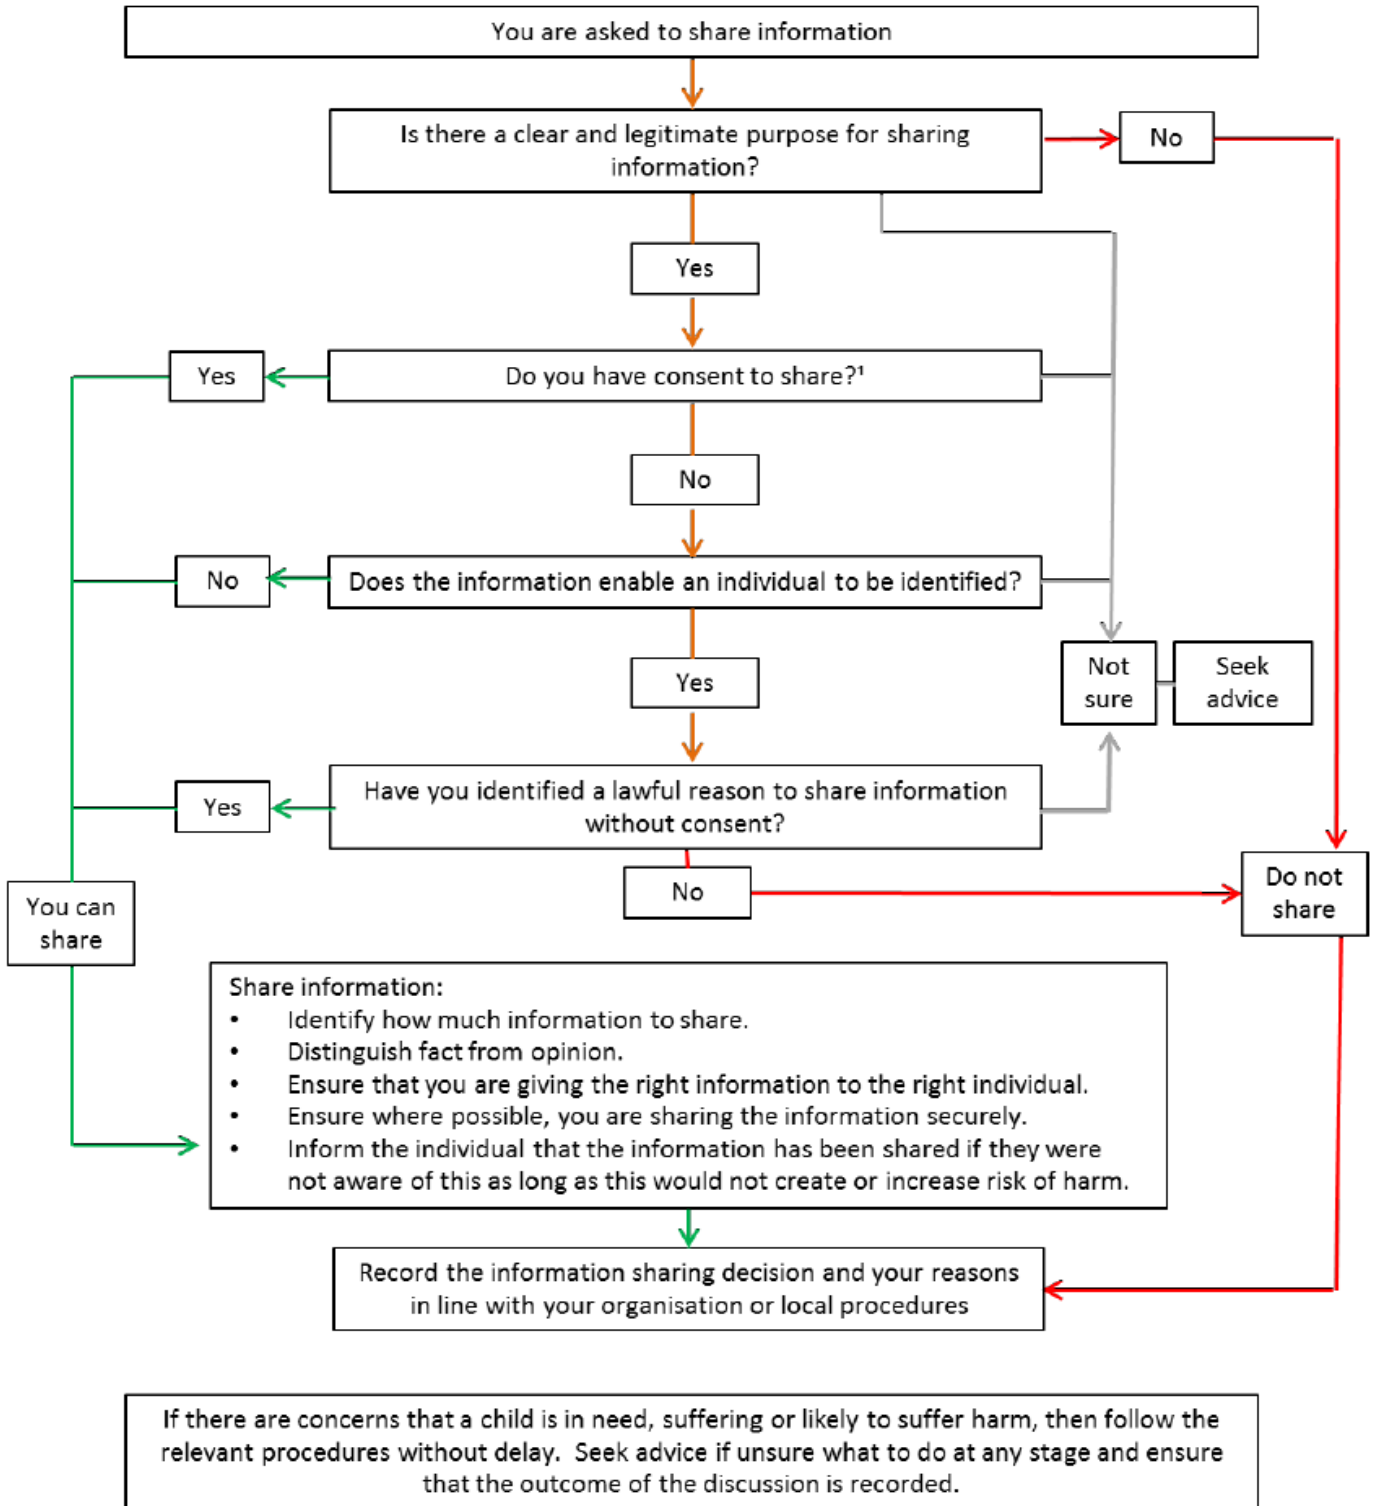 You are asked to share information
Is there a clear and legitimate purpose for sharing
information?
No
Yes
Yes
Do you have consent to share?¹
No
No
Does the information enable an individual to be identified?
Yes
Not
sure
Seek
advice
Yes
Have you identified a lawful reason to share information
without consent?
No
Do not
share
You can
share
Share information:
• Identify how much information to share.
• Distinguish fact from opinion.
• Ensure that you are giving the right information to the right individual.
• Ensure where possible, you are sharing the information securely.
• Inform the individual that the information has been shared if they were
not aware of this as long as this would not create or increase risk of harm.
Record the information sharing decision and your reasons
in line with your organisation or local procedures
If there are concerns that a child is in need, suffering or likely to suffer harm, then follow the
relevant procedures without delay.  Seek advice if unsure what to do at any stage and ensure
that the outcome of the discussion is recorded.